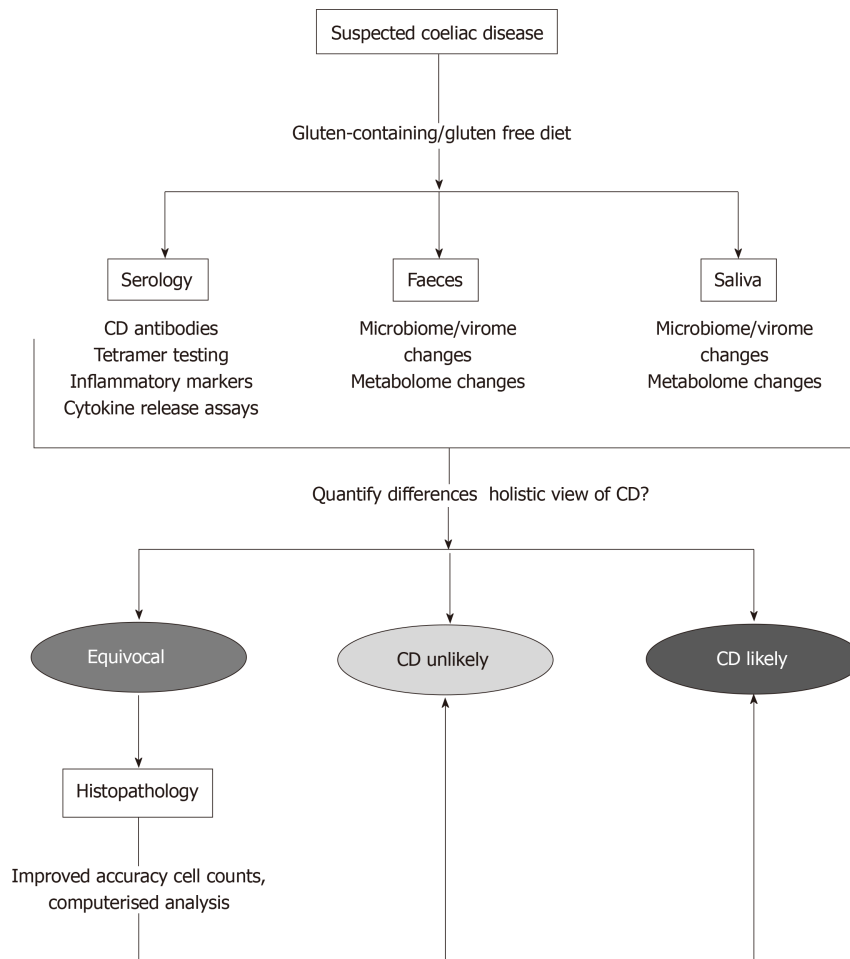 Suspected coeliac disease
Gluten-containing/gluten free diet
Serology
Faeces
Saliva
CD antibodies
Tetramer testing
Inflammatory markers
Cytokine release assays
Microbiome/virome
changes
Metabolome changes
Microbiome/virome
changes
Metabolome changes
Quantify differences  holistic view of CD?
Equivocal
CD unlikely
CD likely
Histopathology
Improved accuracy cell counts,
computerised analysis